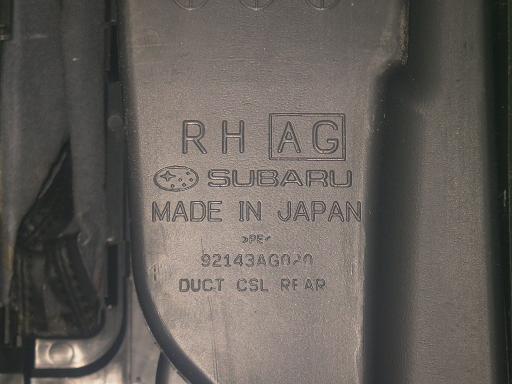 RH AG
SUBARU
MADE IN JAPAN
>PE<
92143AG020
DUCT CSL REAR